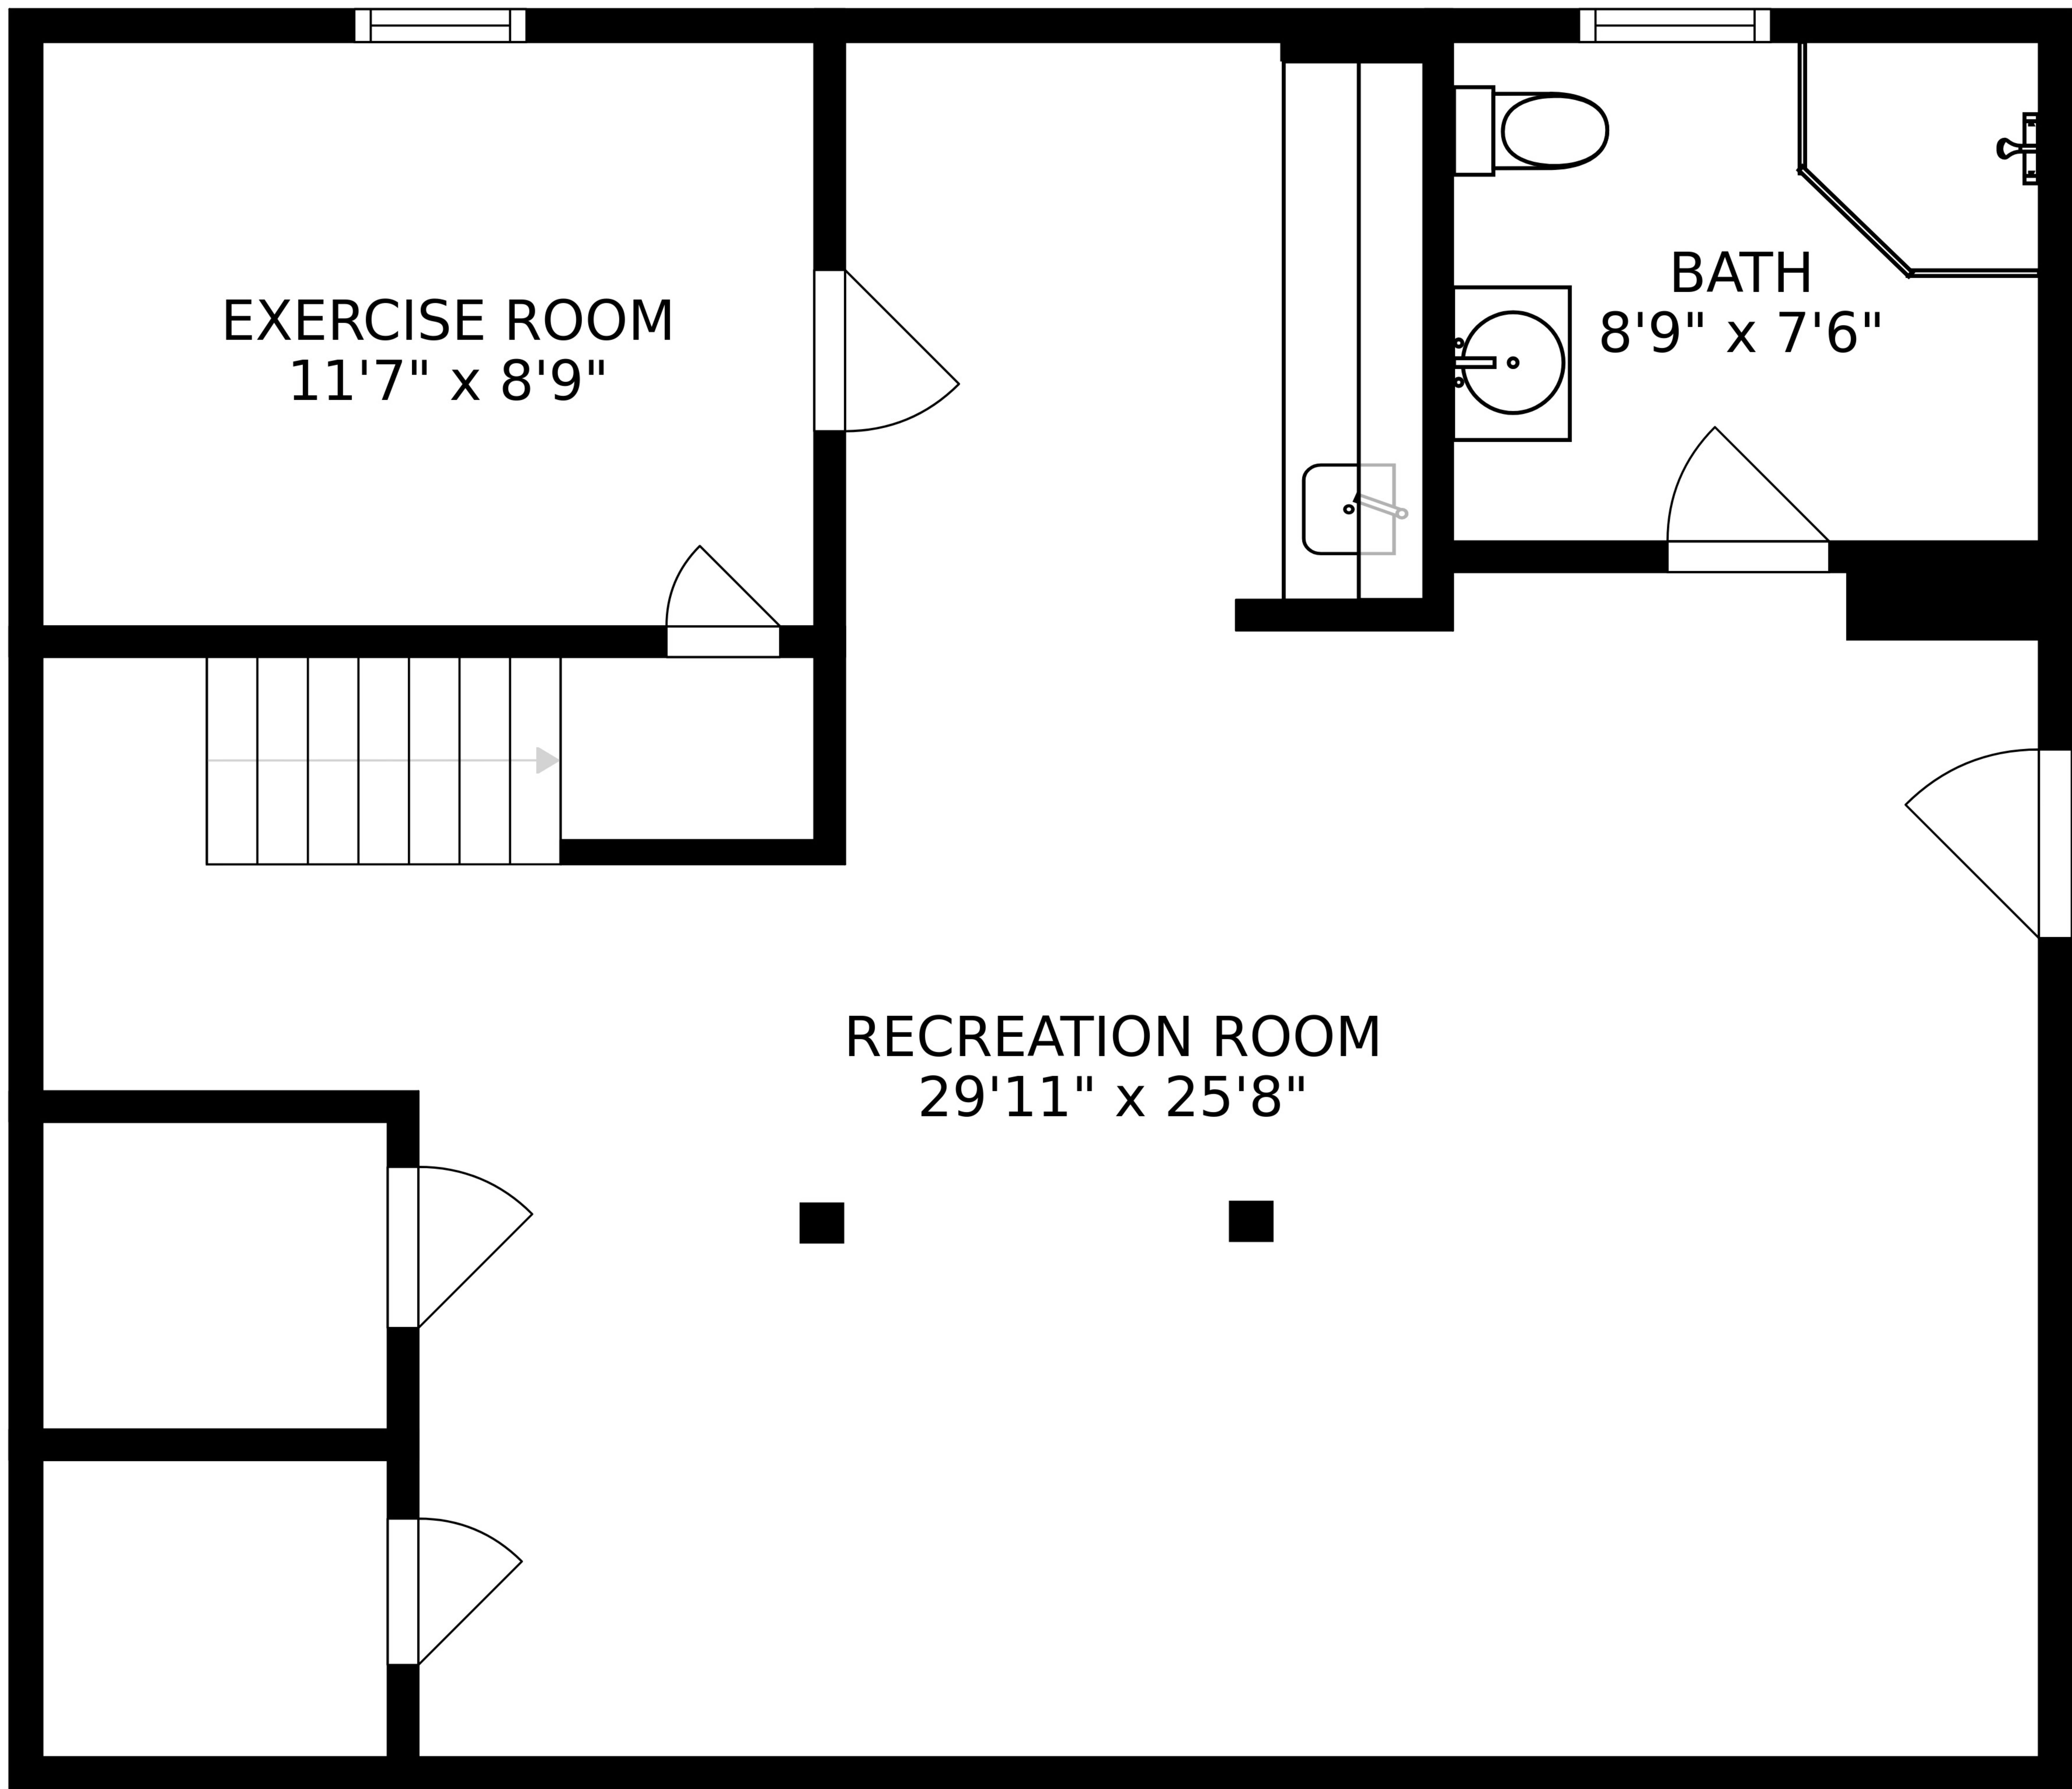 EXERCISE ROOM
11'7" x 8'9"
BATH
8'9" x 7'6"
RECREATION ROOM
29'11" x 25'8"